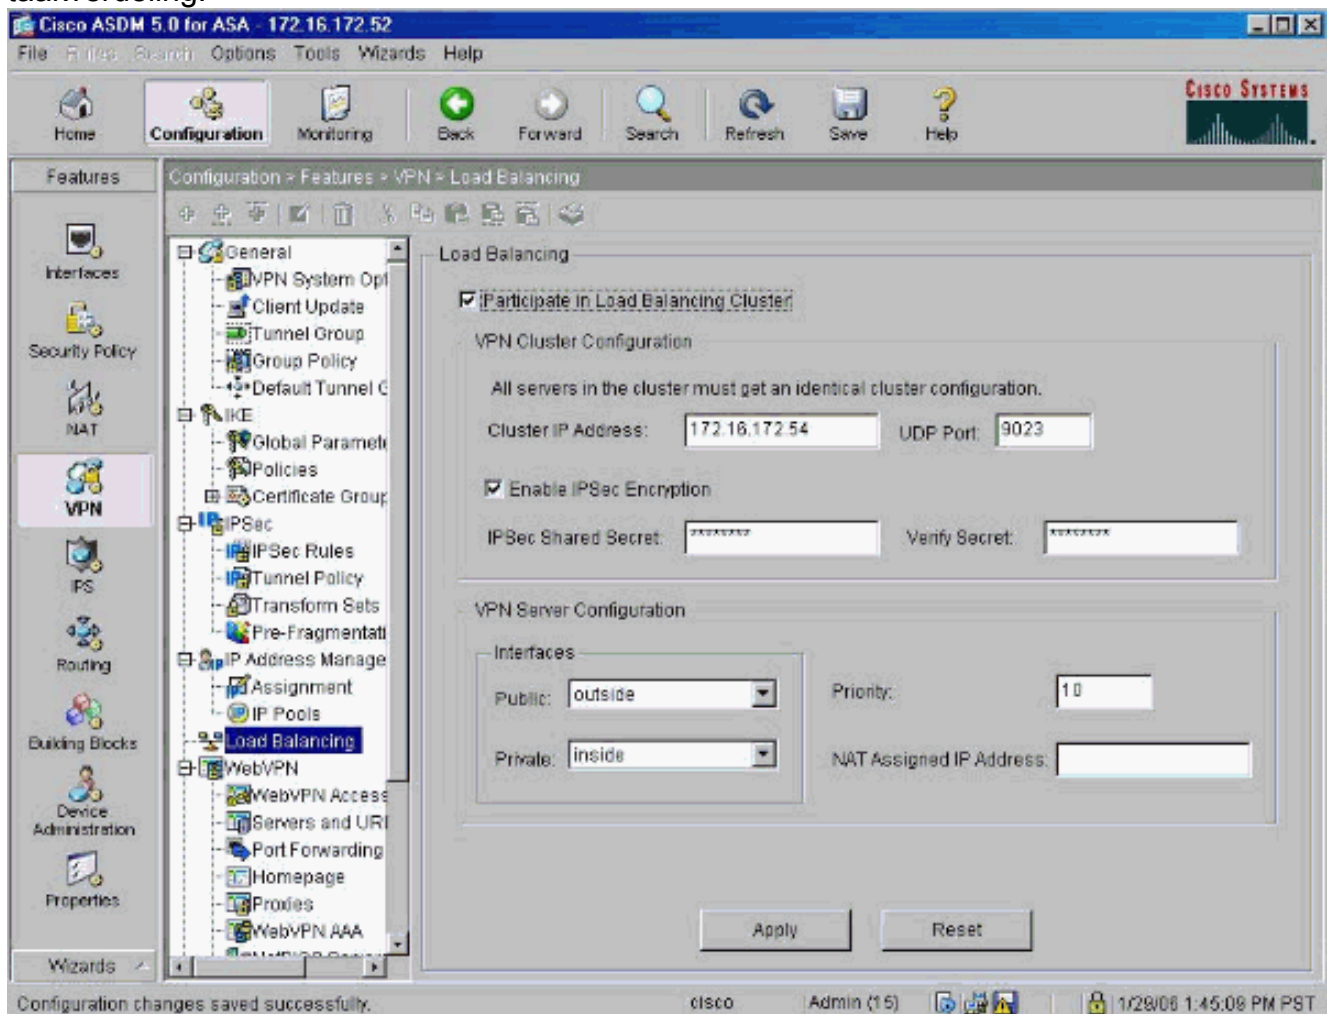 taakverdeling.
Cisco ASDM 5.0 for ASA - 172.16.172.52
File Rules Search Options Tools Wizards Help
Home Configuration Monitoring Back Forward Search Refresh Save Help
CISCO SYSTEMS
Features
Configuration > Features > VPN > Load Balancing
Interfaces
Security Policy
NAT
VPN
IPS
Routing
Building Blocks
Device Administration
Properties
Wizards
General
VPN System Opt
Client Update
Tunnel Group
Group Policy
Default Tunnel G
IKE
Global Paramete
Policies
Certificate Group
IPSec
IPSec Rules
Tunnel Policy
Transform Sets
Pre-Fragmentati
IP Address Manage
Assignment
IP Pools
Load Balancing
WebVPN
WebVPN Access
Servers and URL
Port Forwarding
Homepage
Proxies
WebVPN AAA
Load Balancing
Participate in Load Balancing Cluster
VPN Cluster Configuration
All servers in the cluster must get an identical cluster configuration.
Cluster IP Address: 172.16.172.54 UDP Port: 9023
Enable IPSec Encryption
IPSec Shared Secret: ******** Verify Secret: ********
VPN Server Configuration
Interfaces
Public: outside
Priority: 10
Private: inside
NAT Assigned IP Address:
Apply Reset
Configuration changes saved successfully. cisco Admin (15) 1/29/06 1:45:09 PM PST